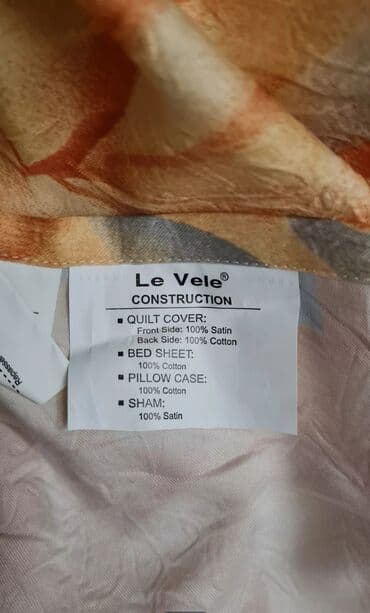 Le Vele®
CONSTRUCTION
▪ QUILT COVER:
Front Side: 100% Satin
Back Side: 100% Cotton
▪ BED SHEET:
100% Cotton
▪ PILLOW CASE:
100% Cotton
▪ SHAM:
100% Satin